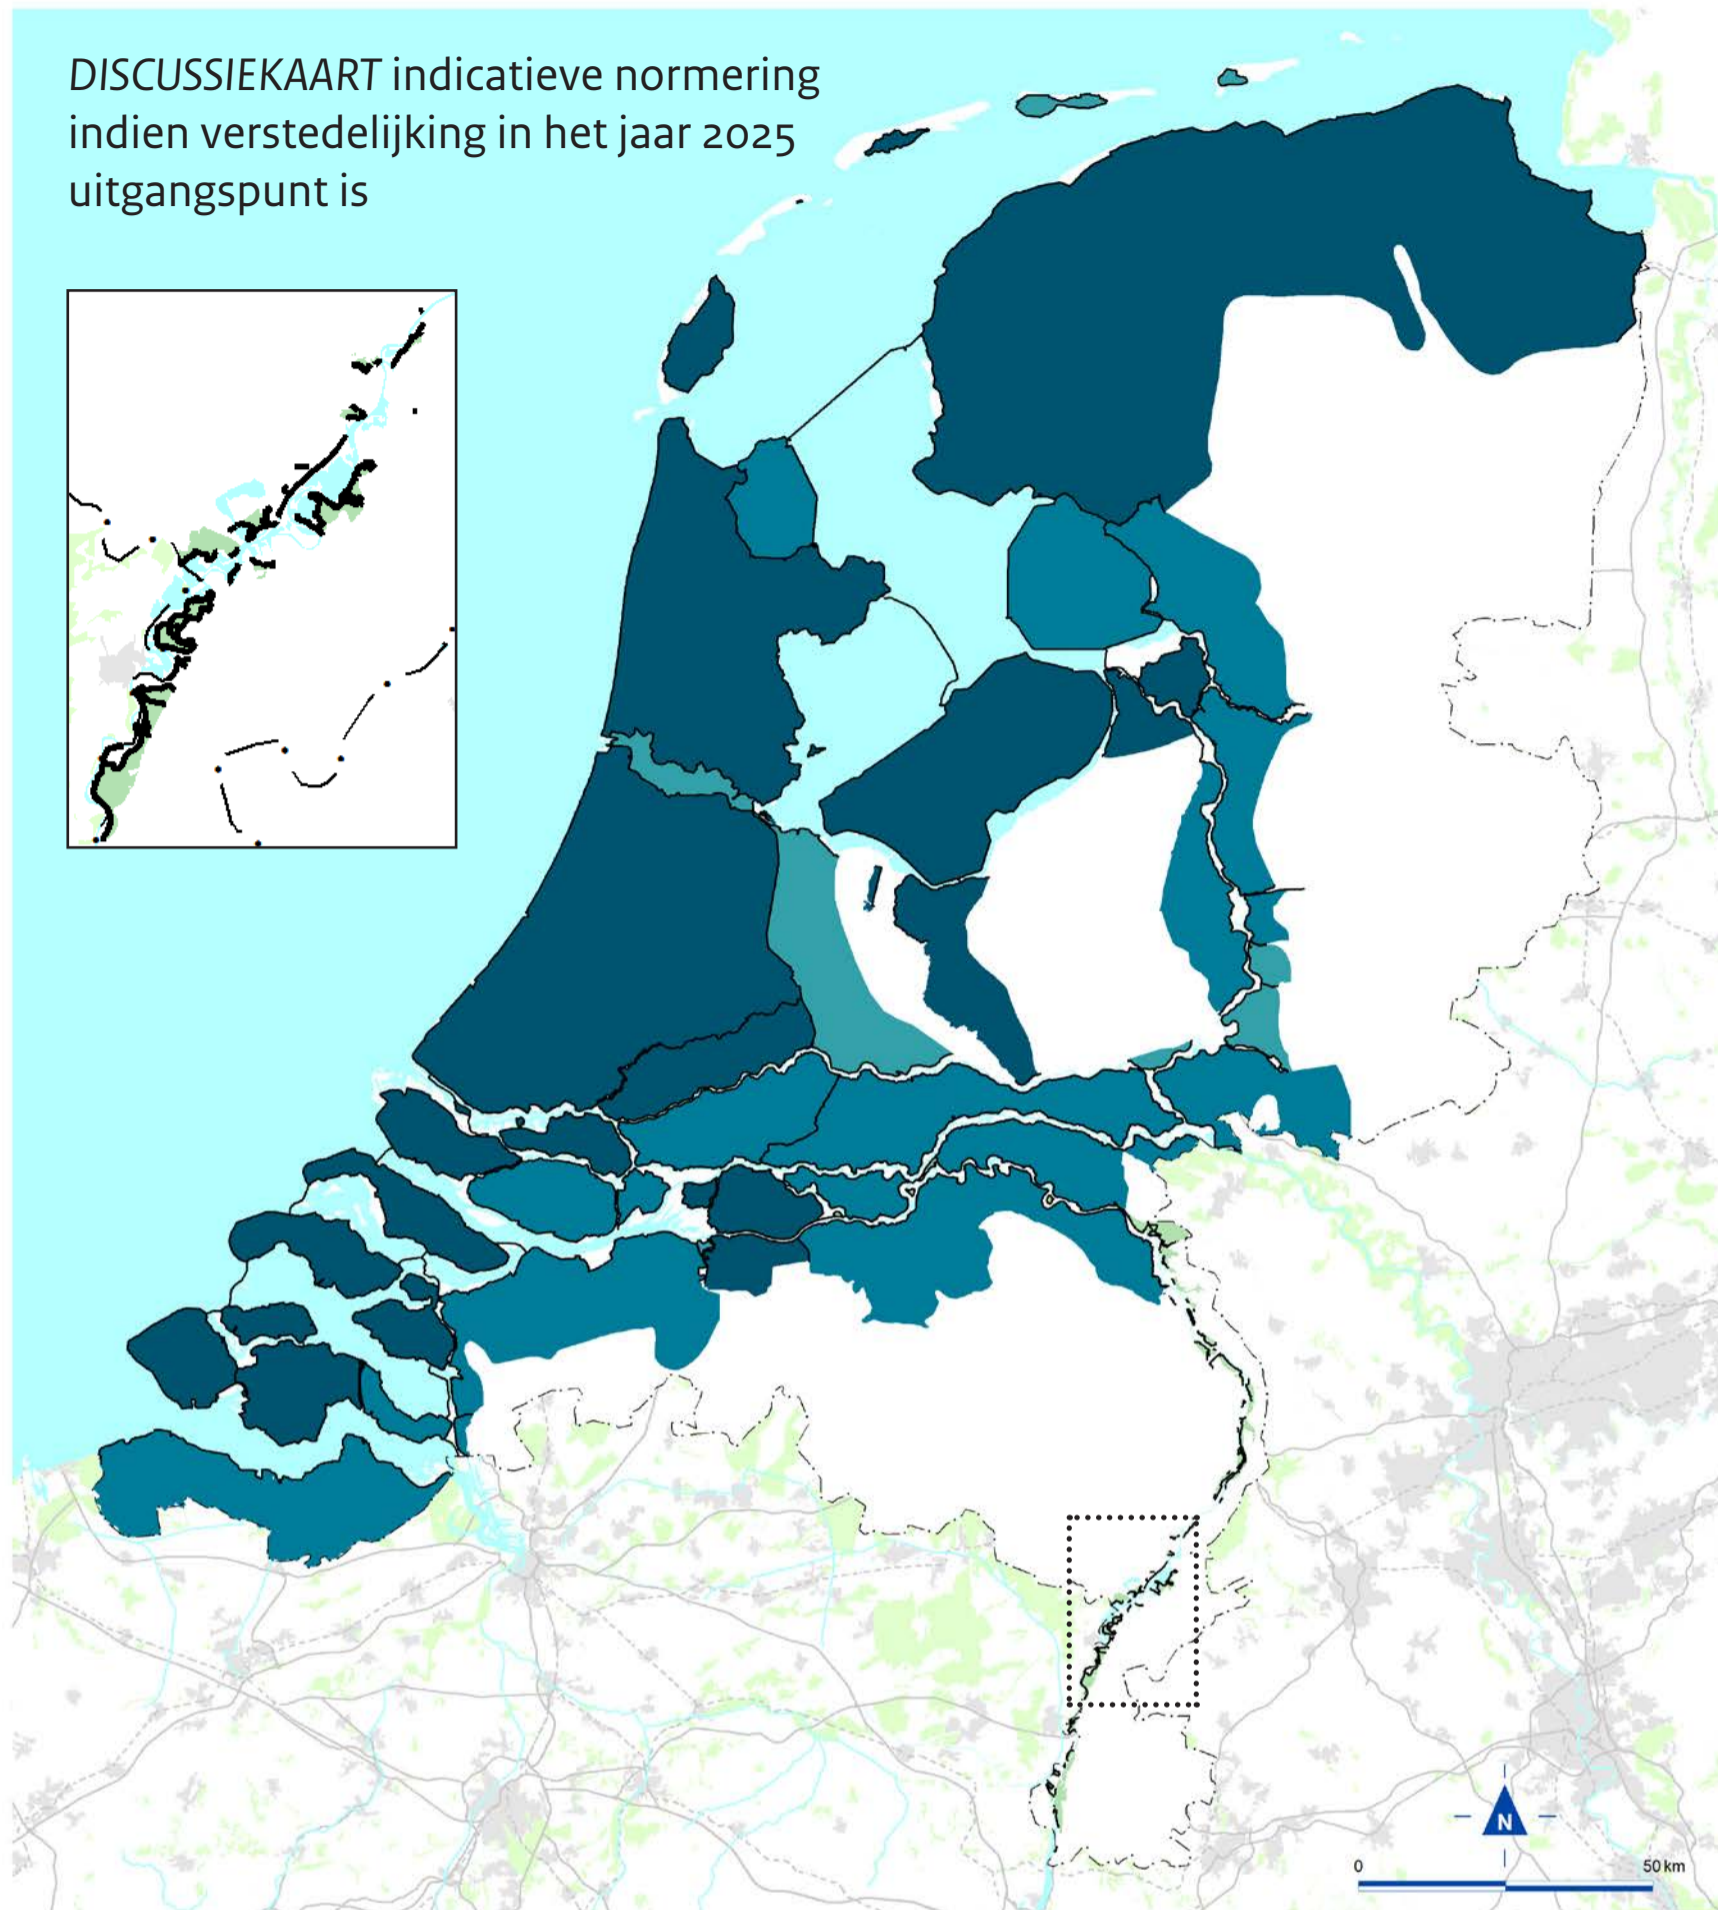 DISCUSSIEKAART indicatieve normering
indien verstedelijking in het jaar 2025
uitgangspunt is
N
0 50 km